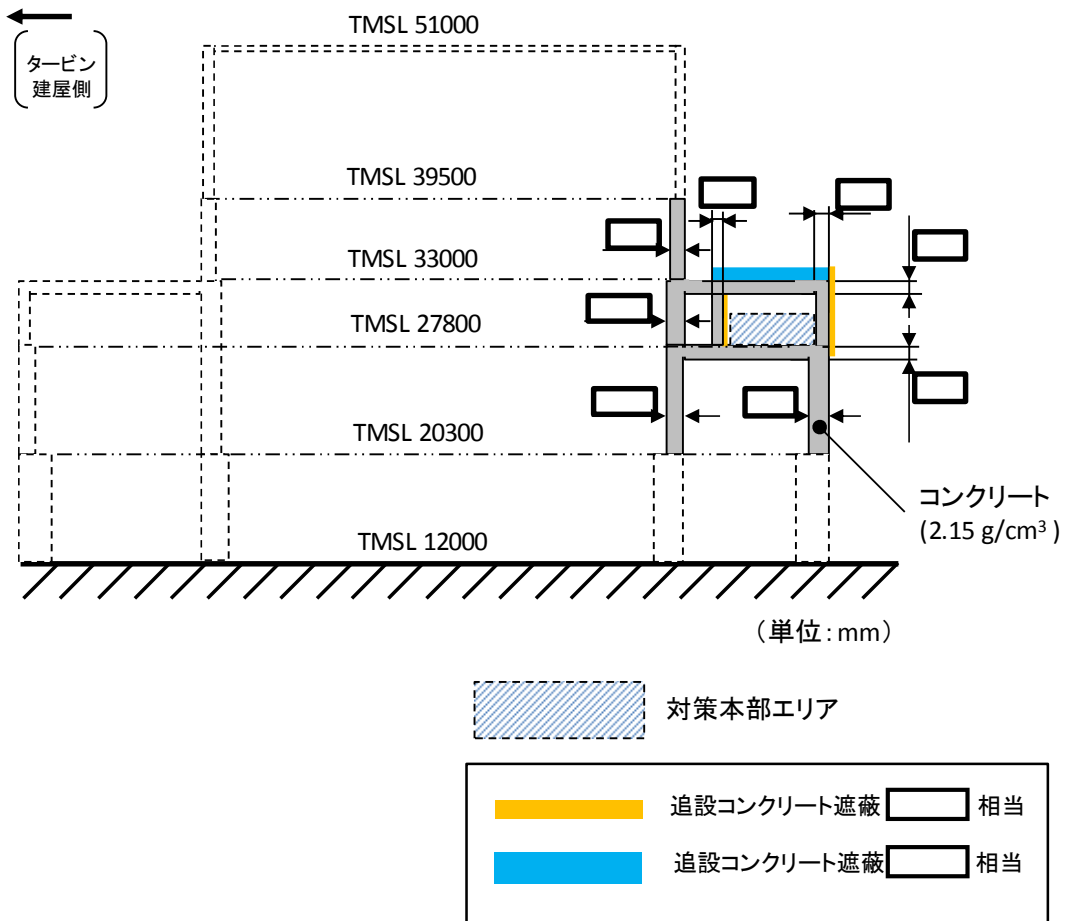 TMSL 51000
タービン
建屋側
TMSL 39500
TMSL 33000
TMSL 27800
TMSL 20300
コンクリート
(2.15 g/cm³ )
TMSL 12000
（単位：mm）
対策本部エリア
追設コンクリート遮蔽 相当
追設コンクリート遮蔽 相当